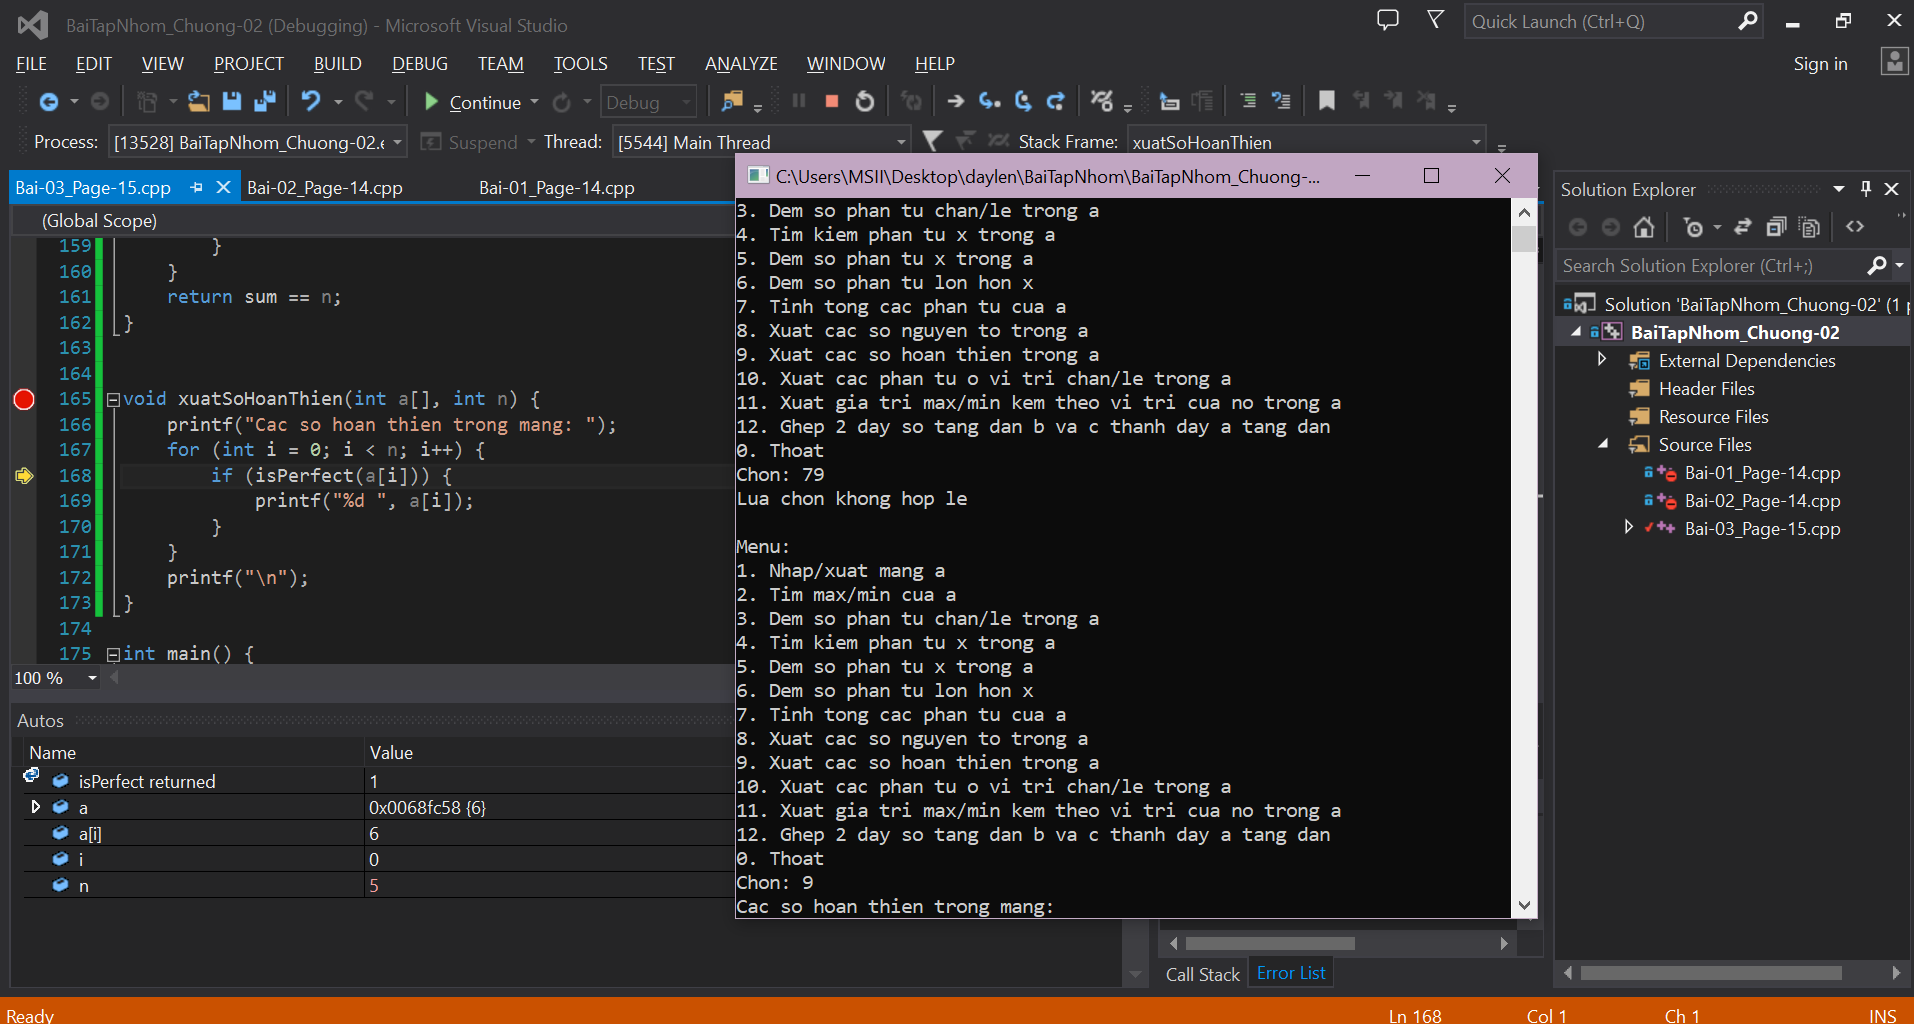 BaiTapNhom_Chuong-02 (Debugging) - Microsoft Visual Studio
Quick Launch (Ctrl+Q)
FILE EDIT VIEW PROJECT BUILD DEBUG TEAM TOOLS TEST ANALYZE WINDOW HELP
Sign in
Continue
Debug
Process: [13528] BaiTapNhom_Chuong-02.e
Suspend
Thread: [5544] Main Thread
Stack Frame: xuatSoHoanThien
Bai-03_Page-15.cpp
Bai-02_Page-14.cpp
Bai-01_Page-14.cpp
(Global Scope)
159 }
160 }
161 return sum == n;
162 }
163
164
165 void xuatSoHoanThien(int a[], int n) {
166 printf("Cac so hoan thien trong mang: ");
167 for (int i = 0; i < n; i++) {
168 if (isPerfect(a[i])) {
169 printf("%d ", a[i]);
170 }
171 }
172 printf("\n");
173 }
174
175 int main() {
100 %
Autos
Name Value
isPerfect returned 1
a 0x0068fc58 {6}
a[i] 6
i 0
n 5
C:\Users\MSII\Desktop\daylen\BaiTapNhom\BaiTapNhom_Chuong-...
3. Dem so phan tu chan/le trong a
4. Tim kiem phan tu x trong a
5. Dem so phan tu x trong a
6. Dem so phan tu lon hon x
7. Tinh tong cac phan tu cua a
8. Xuat cac so nguyen to trong a
9. Xuat cac so hoan thien trong a
10. Xuat cac phan tu o vi tri chan/le trong a
11. Xuat gia tri max/min kem theo vi tri cua no trong a
12. Ghep 2 day so tang dan b va c thanh day a tang dan
0. Thoat
Chon: 79
Lua chon khong hop le
Menu:
1. Nhap/xuat mang a
2. Tim max/min cua a
3. Dem so phan tu chan/le trong a
4. Tim kiem phan tu x trong a
5. Dem so phan tu x trong a
6. Dem so phan tu lon hon x
7. Tinh tong cac phan tu cua a
8. Xuat cac so nguyen to trong a
9. Xuat cac so hoan thien trong a
10. Xuat cac phan tu o vi tri chan/le trong a
11. Xuat gia tri max/min kem theo vi tri cua no trong a
12. Ghep 2 day so tang dan b va c thanh day a tang dan
0. Thoat
Chon: 9
Cac so hoan thien trong mang:
Call Stack
Error List
Solution Explorer
Search Solution Explorer (Ctrl+;)
Solution 'BaiTapNhom_Chuong-02' (1 p
BaiTapNhom_Chuong-02
External Dependencies
Header Files
Resource Files
Source Files
Bai-01_Page-14.cpp
Bai-02_Page-14.cpp
Bai-03_Page-15.cpp
Ready
Ln 168 Col 1 Ch 1 INS